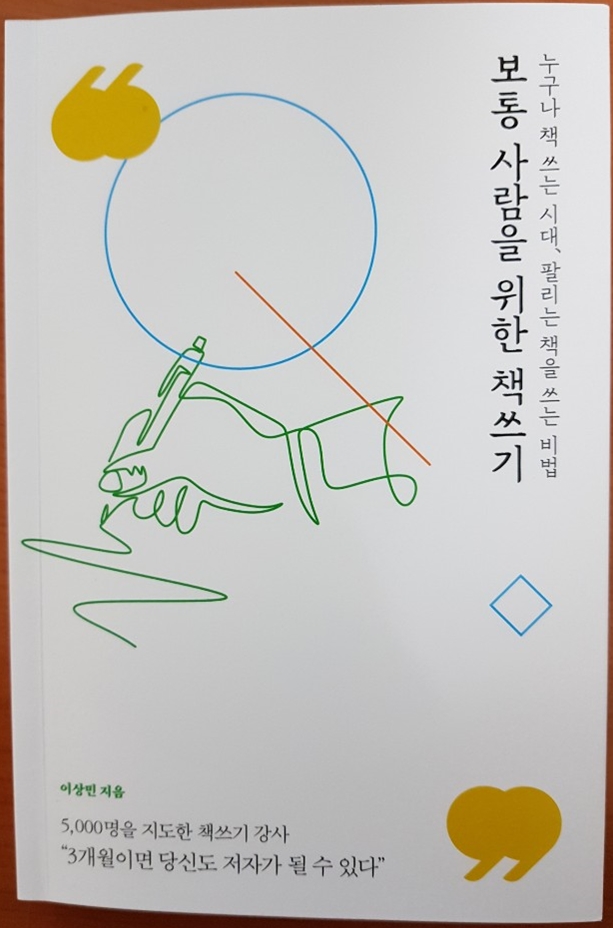 누구나 책 쓰는 시대, 팔리는 책을 쓰는 비법
보통 사람을 위한 책쓰기
이상민 지음
5,000명을 지도한 책쓰기 강사
“3개월이면 당신도 저자가 될 수 있다”